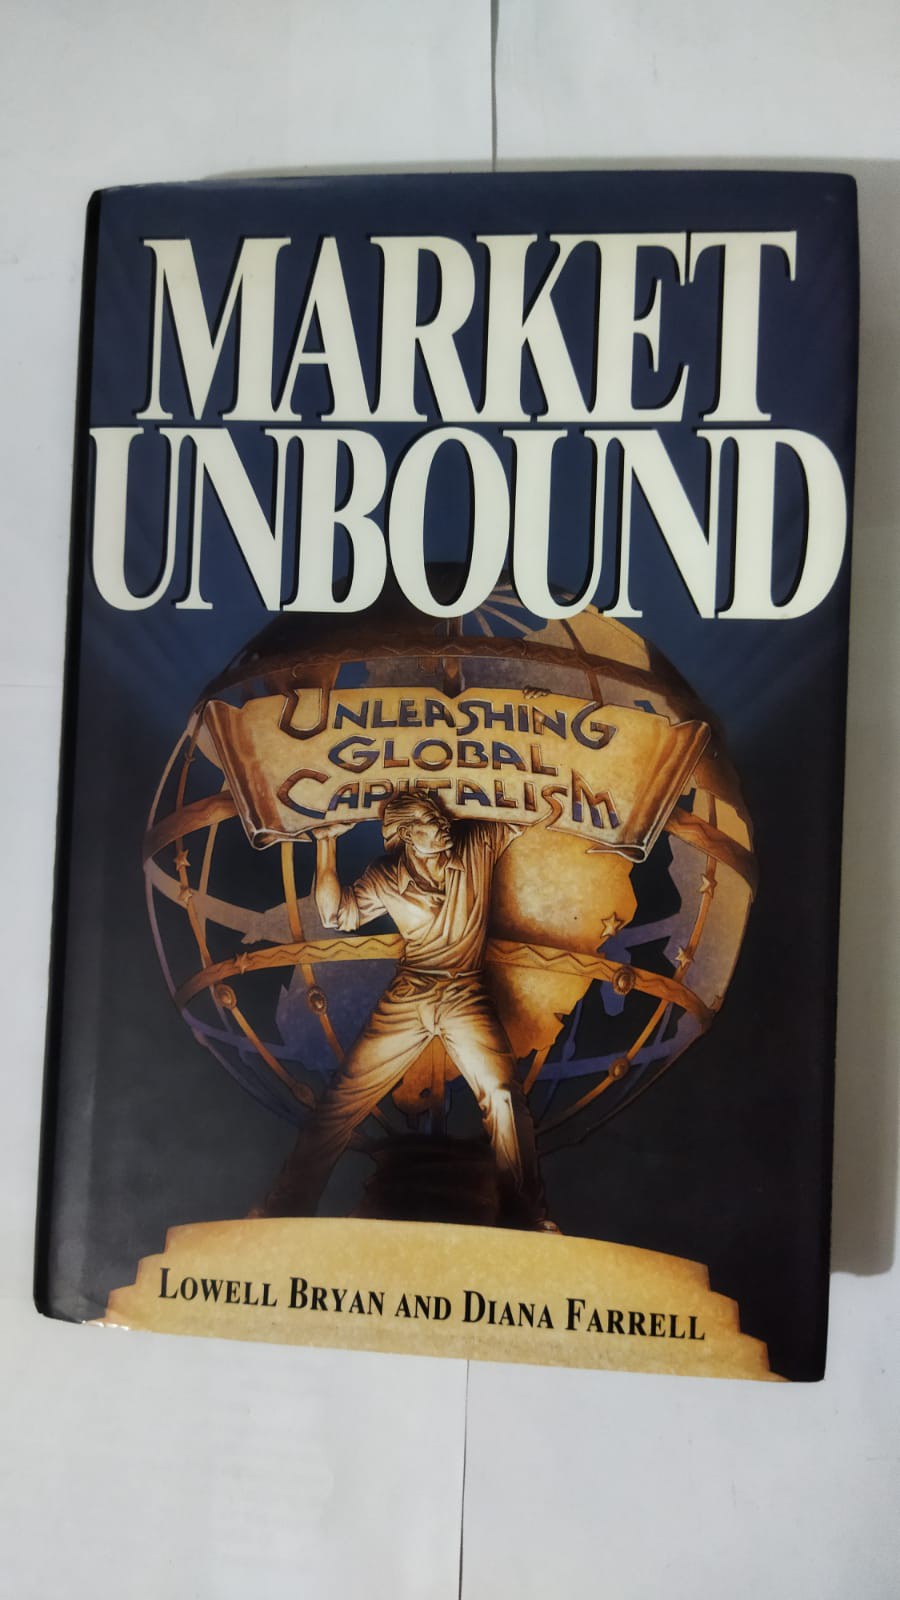 MARKET
UNBOUND
UNLEASHING
GLOBAL
CAPITALISM
LOWELL BRYAN AND DIANA FARRELL